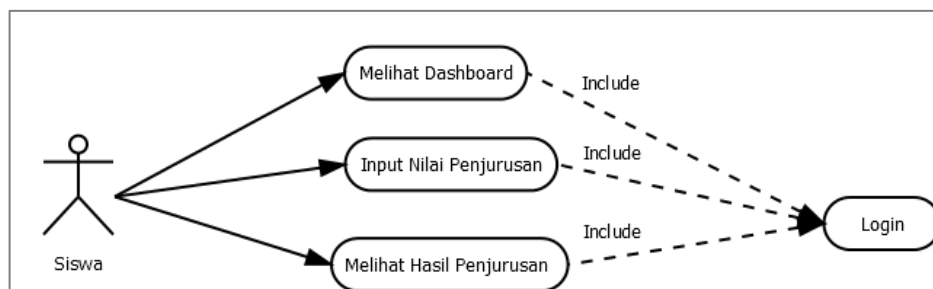 Melihat Dashboard
Include
Input Nilai Penjurusan
Include
Login
Include
Siswa
Melihat Hasil Penjurusan